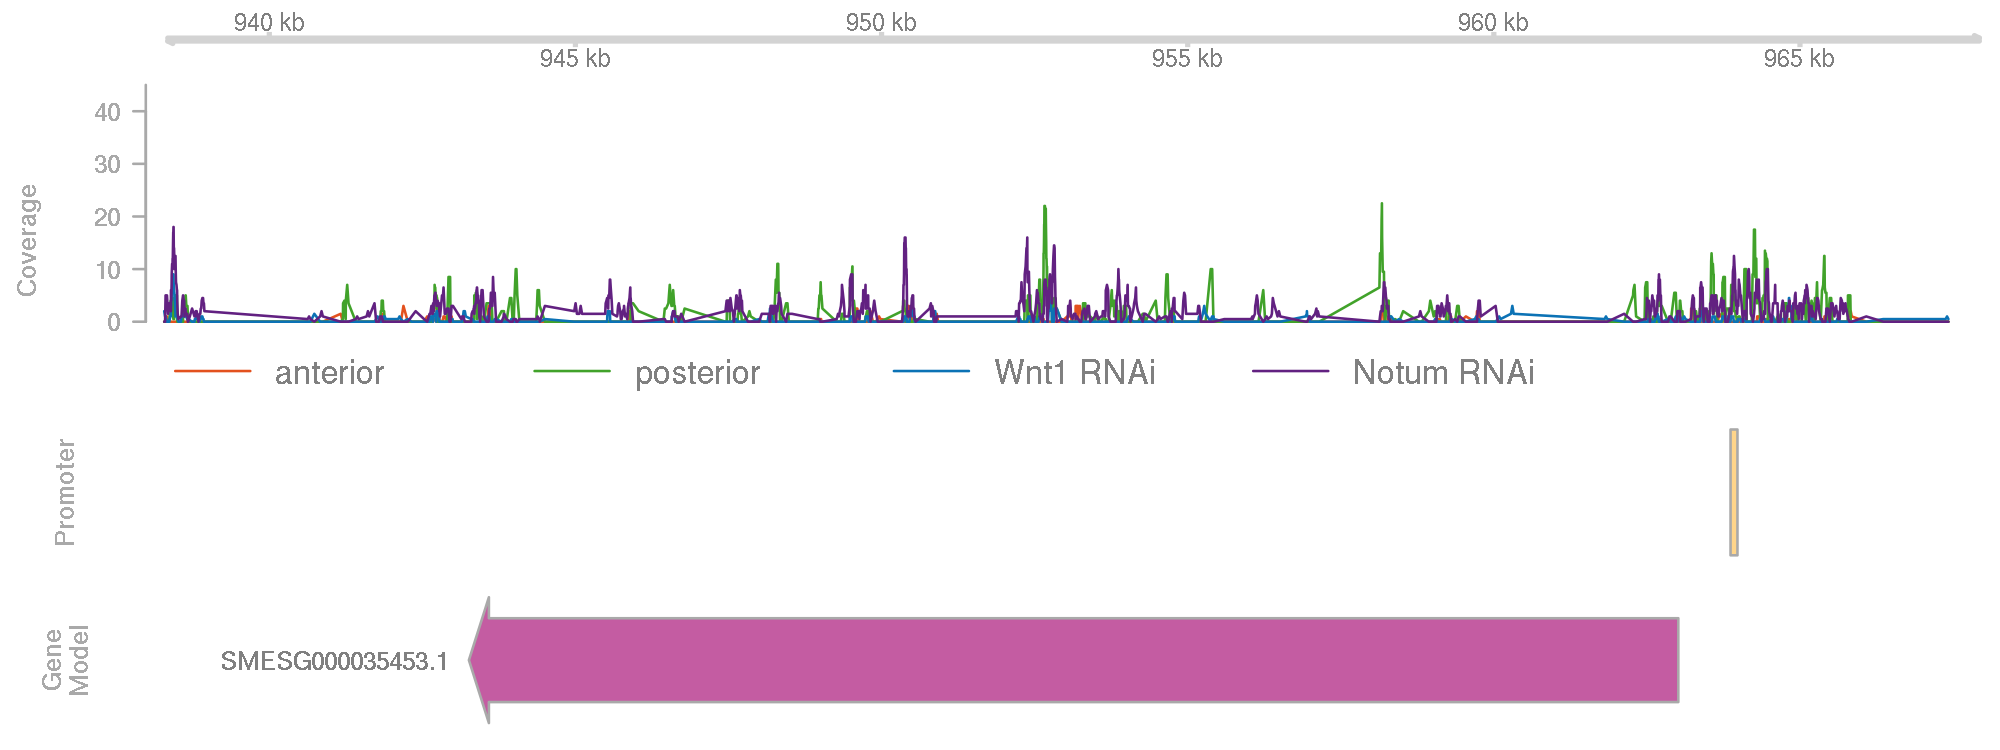 940 kb 950 kb 960 kb
945 kb 955 kb 965 kb
Coverage
40
30
20
10
0
anterior posterior Wnt1 RNAi Notum RNAi
Promoter
Gene
Model
SMESG000035453.1